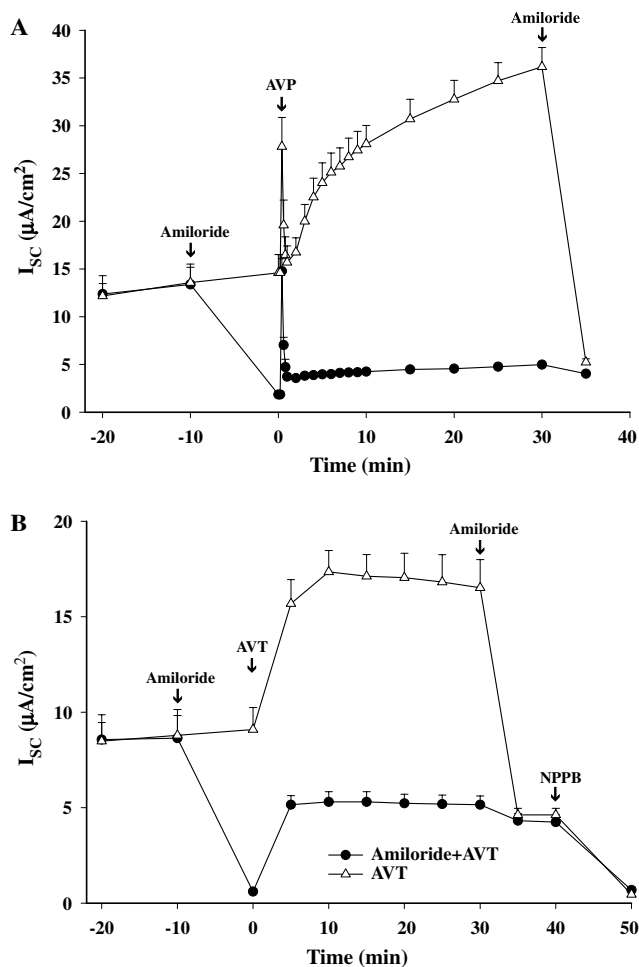 A
Amiloride
AVP
Amiloride
I_SC (µA/cm²)
40
35
30
25
20
15
10
5
0
-20 -10 0 10 20 30 40
Time (min)
B
Amiloride
AVT
Amiloride
NPPB
I_SC (µA/cm²)
20
15
10
5
0
Amiloride+AVT
AVT
-20 -10 0 10 20 30 40 50
Time (min)